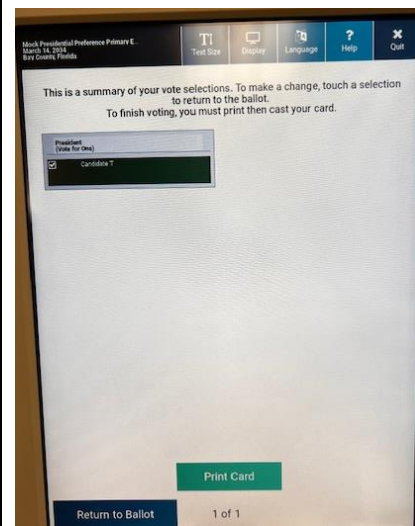 Mock Presidential Preference Primary E..
March 14, 2034
Bay County, Florida
TI
Text Size
Display
Language
?
Help
X
Quit
This is a summary of your vote selections. To make a change, touch a selection
to return to the ballot.
To finish voting, you must print then cast your card.
President
(Vote for One)
Candidate T
Print Card
Return to Ballot
1 of 1